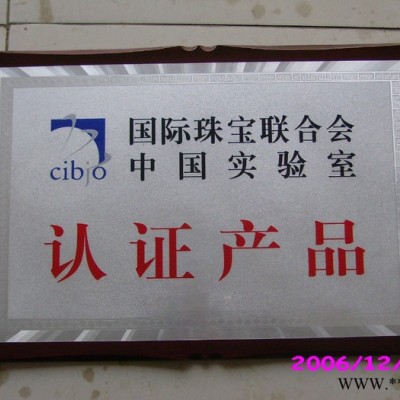 国际珠宝联合会
cibjo
中国实验室
认证产品
2006/12/
www.*